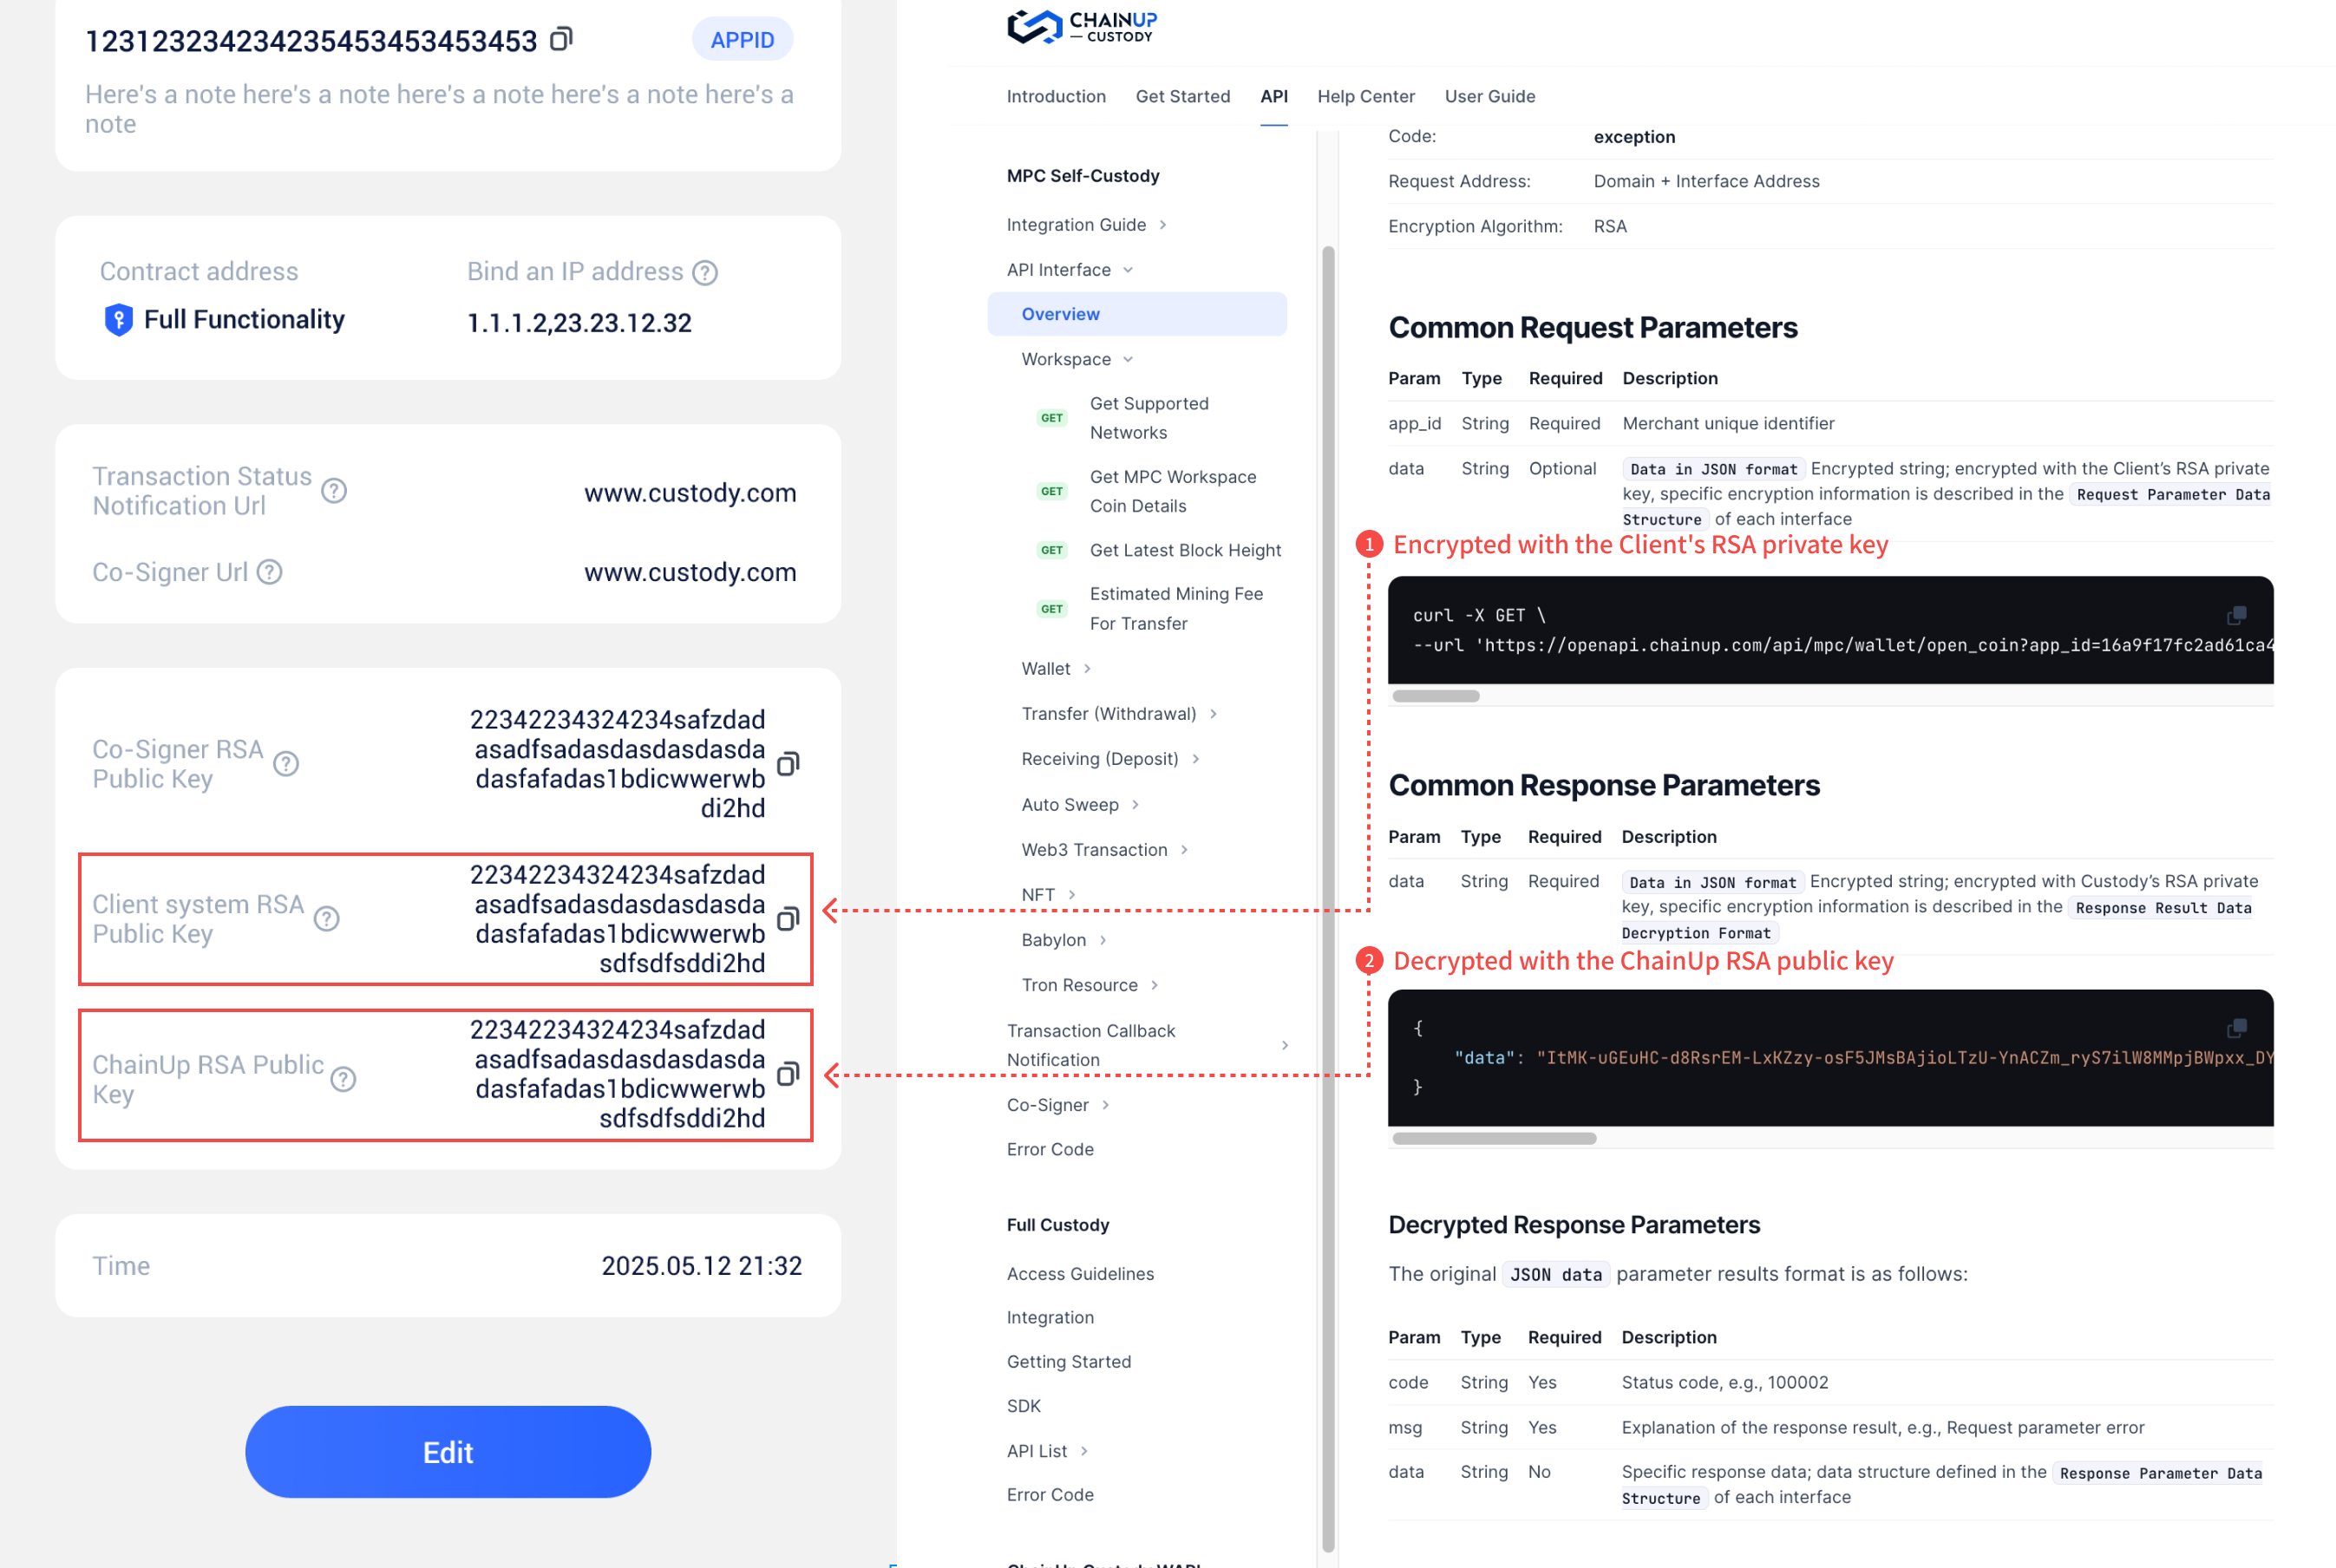 123123234234235453453453453
APPID
Here's a note here's a note here's a note here's a note here's a
note
Contract address
Full Functionality
Bind an IP address
1.1.1.2,23.23.12.32
Transaction Status
Notification Url
www.custody.com
Co-Signer Url
www.custody.com
Co-Signer RSA
Public Key
22342234324234safzdad
asadfsadasdasdasdasda
dasfafadas1bdicwwerwb
di2hd
Client system RSA
Public Key
22342234324234safzdad
asadfsadasdasdasdasda
dasfafadas1bdicwwerwb
sdfsdfsddi2hd
ChainUp RSA Public
Key
22342234324234safzdad
asadfsadasdasdasdasda
dasfafadas1bdicwwerwb
sdfsdfsddi2hd
Time
2025.05.12 21:32
Edit
CHAINUP
— CUSTODY
Introduction
Get Started
API
Help Center
User Guide
MPC Self-Custody
Integration Guide
API Interface
Overview
Workspace
GET
Get Supported
Networks
GET
Get MPC Workspace
Coin Details
GET
Get Latest Block Height
GET
Estimated Mining Fee
For Transfer
Wallet
Transfer (Withdrawal)
Receiving (Deposit)
Auto Sweep
Web3 Transaction
NFT
Babylon
Tron Resource
Transaction Callback
Notification
Co-Signer
Error Code
Full Custody
Access Guidelines
Integration
Getting Started
SDK
API List
Error Code
Code: exception
Request Address: Domain + Interface Address
Encryption Algorithm: RSA
Common Request Parameters
Param Type Required Description
app_id String Required Merchant unique identifier
data String Optional Data in JSON format Encrypted string; encrypted with the Client's RSA private
key, specific encryption information is described in the Request Parameter Data
Structure of each interface
1 Encrypted with the Client's RSA private key
curl -X GET \
--url 'https://openapi.chainup.com/api/mpc/wallet/open_coin?app_id=16a9f17fc2ad61ca4
Common Response Parameters
Param Type Required Description
data String Required Data in JSON format Encrypted string; encrypted with Custody's RSA private
key, specific encryption information is described in the Response Result Data
Decryption Format
2 Decrypted with the ChainUp RSA public key
{
"data": "ItMK-uGEuHC-d8RsrEM-LxKZzy-osF5JMsBAjioLTzU-YnACZm_ryS7ilW8MMpjBWpxx_DY
}
Decrypted Response Parameters
The original JSON data parameter results format is as follows:
Param Type Required Description
code String Yes Status code, e.g., 100002
msg String Yes Explanation of the response result, e.g., Request parameter error
data String No Specific response data; data structure defined in the Response Parameter Data
Structure of each interface